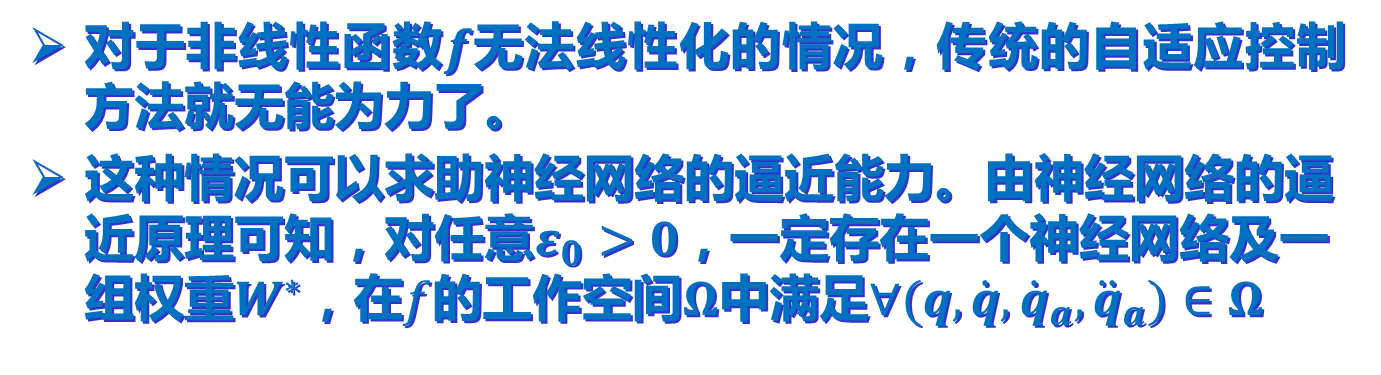 ➢ 对于非线性函数f无法线性化的情况，传统的自适应控制
方法就无能为力了。
➢ 这种情况可以求助神经网络的逼近能力。由神经网络的逼
近原理可知，对任意ε₀ > 0，一定存在一个神经网络及一
组权重W*，在f的工作空间Ω中满足∀(q, q̇, q̇ₐ, q̈ₐ) ∈ Ω